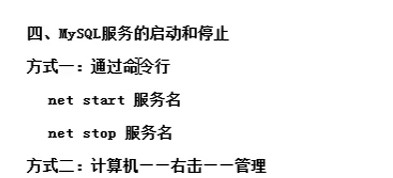 四、MySQL服务的启动和停止
方式一：通过命令行
net start 服务名
net stop 服务名
方式二：计算机——右击——管理